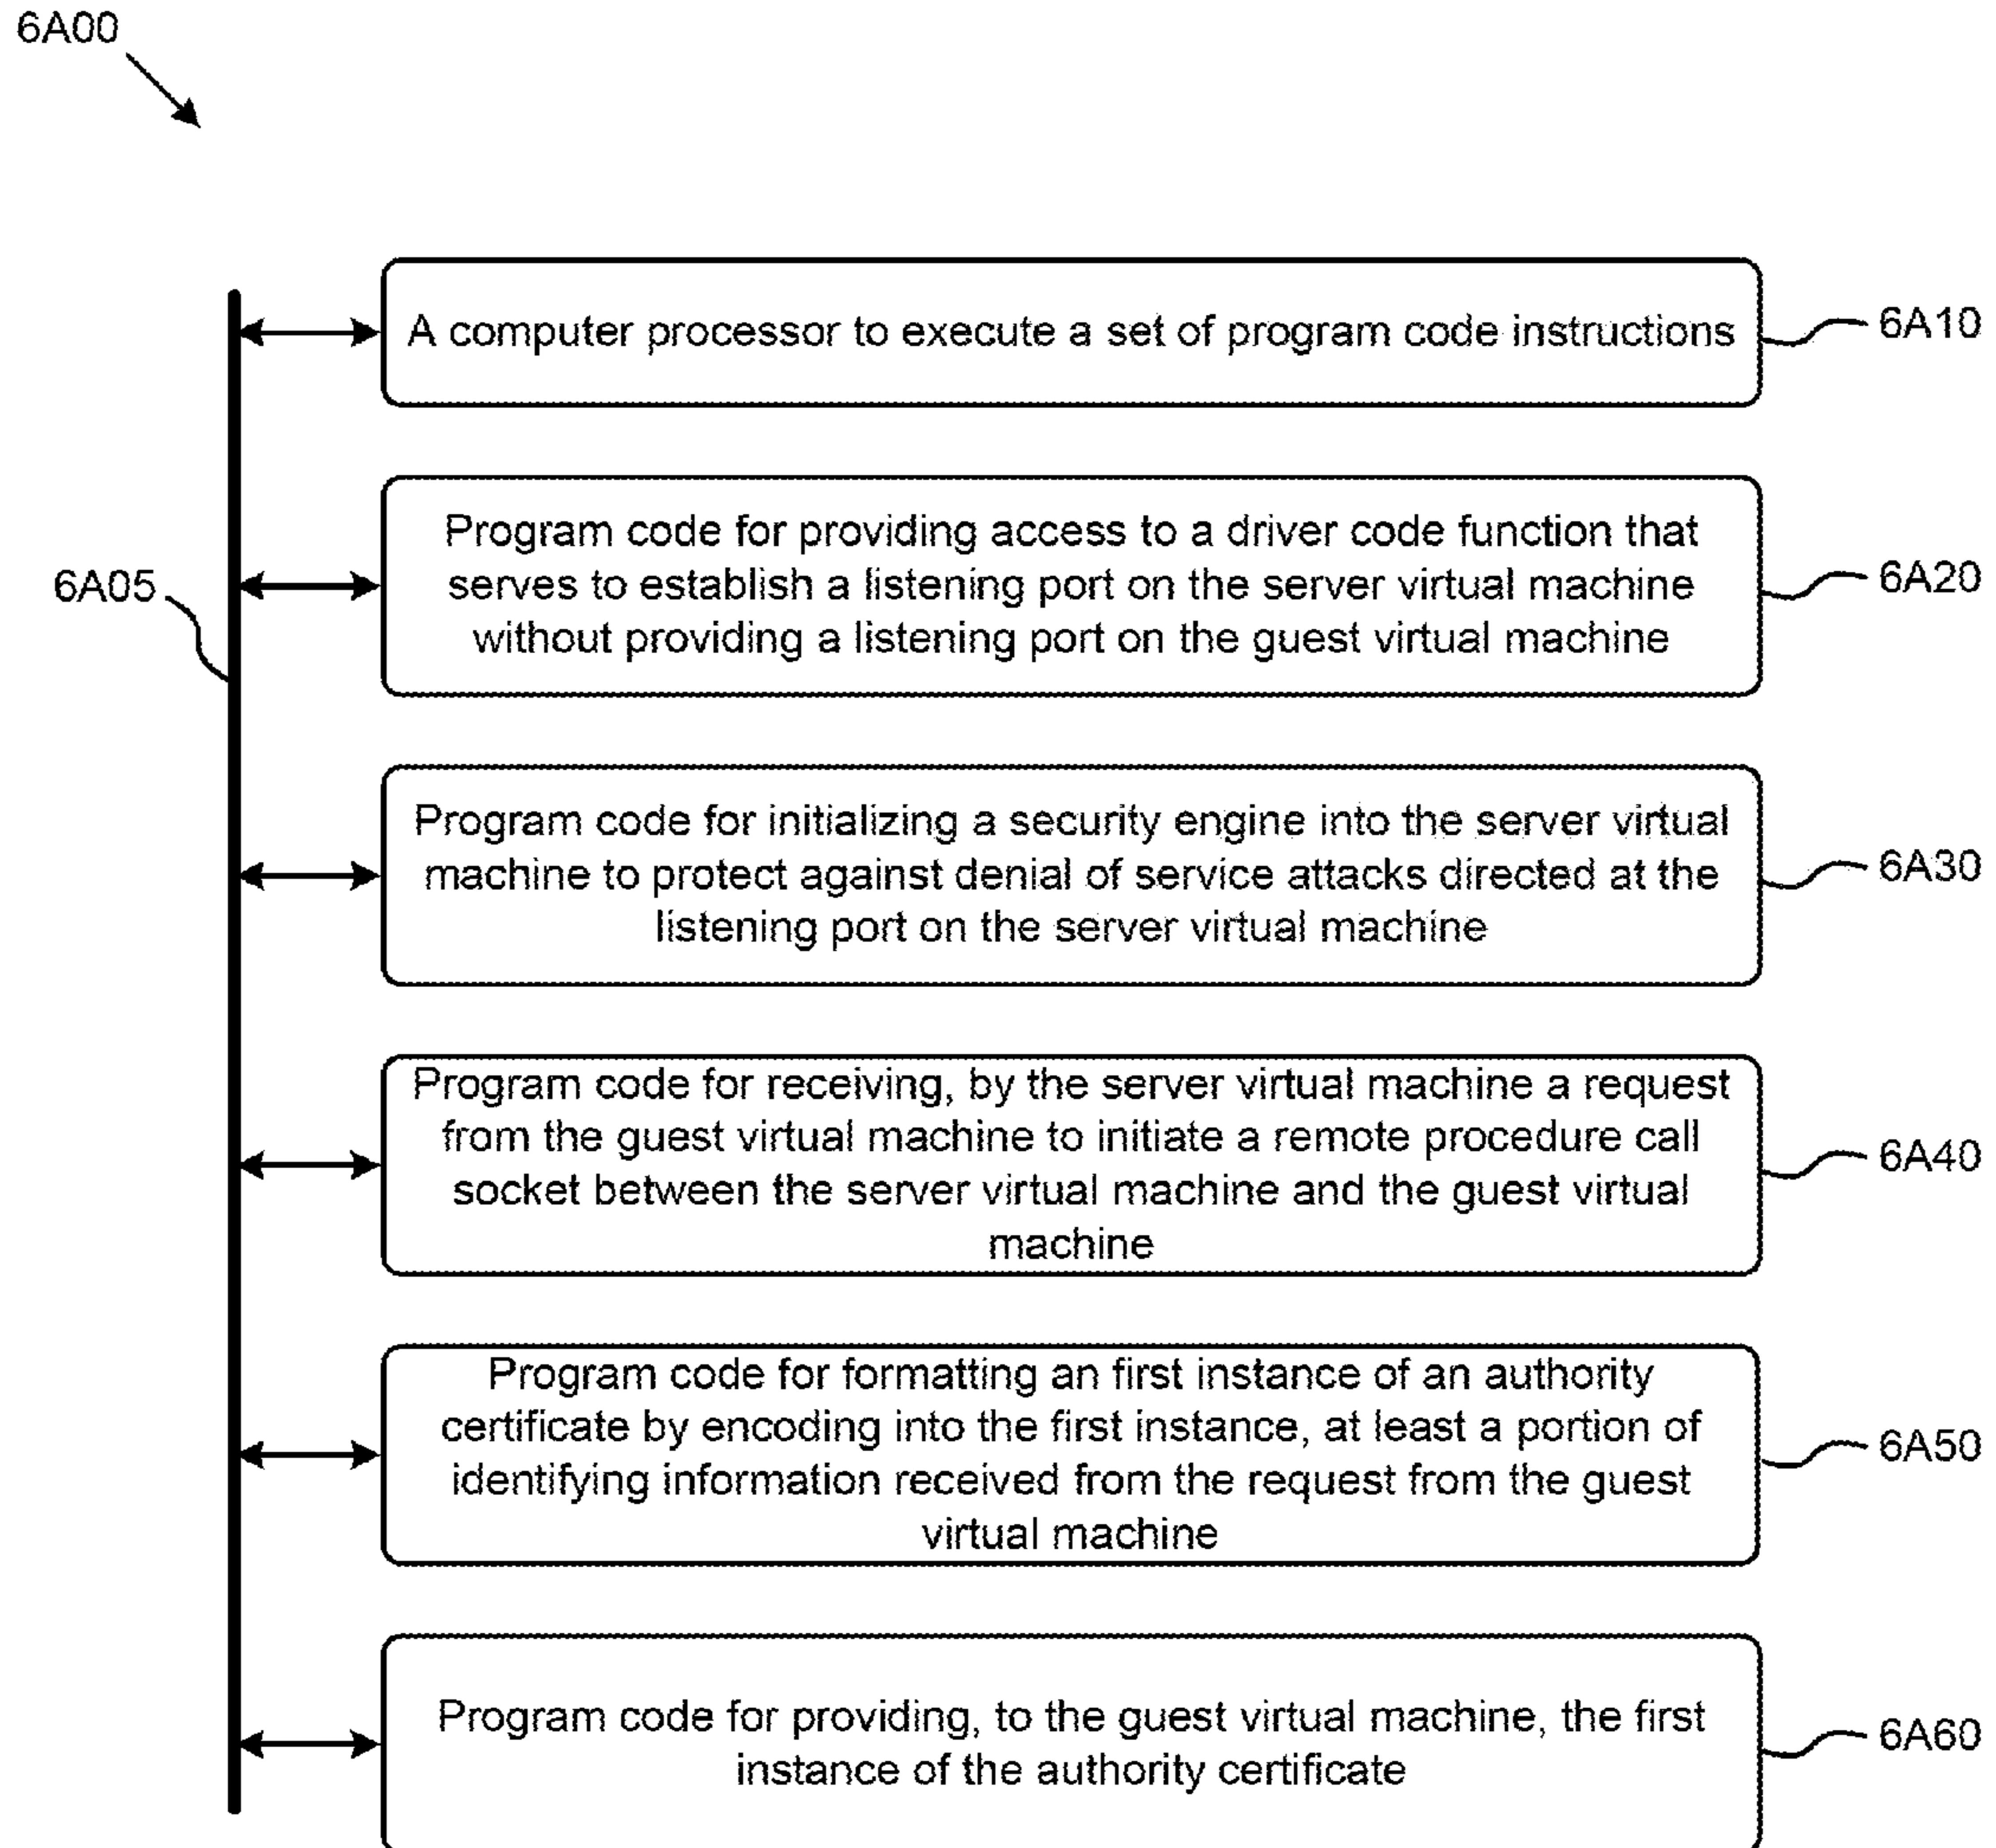 6A00
A computer processor to execute a set of program code instructions
6A10
Program code for providing access to a driver code function that
serves to establish a listening port on the server virtual machine
without providing a listening port on the guest virtual machine
6A20
6A05
Program code for initializing a security engine into the server virtual
machine to protect against denial of service attacks directed at the
listening port on the server virtual machine
6A30
Program code for receiving, by the server virtual machine a request
from the guest virtual machine to initiate a remote procedure call
socket between the server virtual machine and the guest virtual
machine
6A40
Program code for formatting an first instance of an authority
certificate by encoding into the first instance, at least a portion of
identifying information received from the request from the guest
virtual machine
6A50
Program code for providing, to the guest virtual machine, the first
instance of the authority certificate
6A60